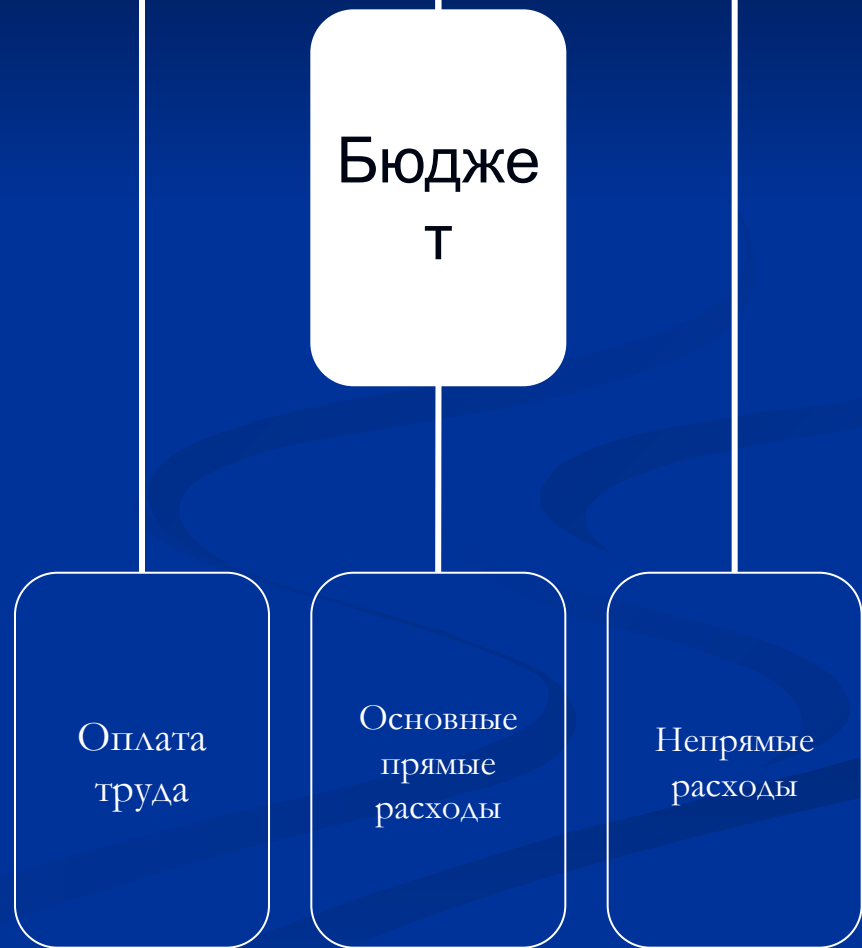 Бюдже
т
Оплата
труда
Основные
прямые
расходы
Непрямые
расходы